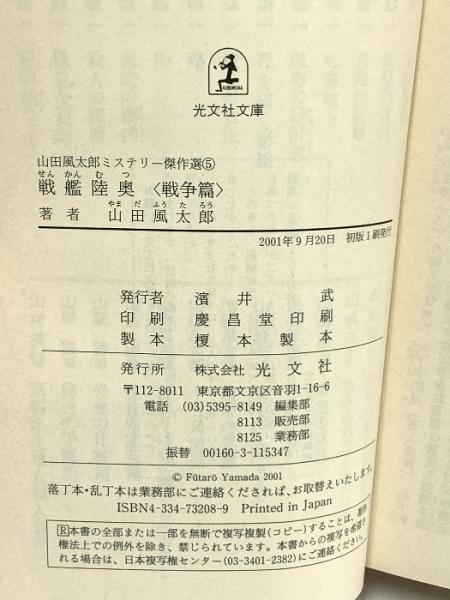 KOBUNSHA
光文社文庫
山田風太郎ミステリー傑作選⑤
せん かん む つ
戦艦陸奥〈戦争篇〉
やま だ ふう た ろう
著者 山田風太郎
2001年9月20日 初版1刷発行
発行者 濱井 武
印刷 慶昌堂印刷
製本 榎本製本
発行所 株式会社 光文社
〒112-8011 東京都文京区音羽1-16-6
電話 (03)5395-8149 編集部
8113 販売部
8125 業務部
振替 00160-3-115347
© Fūtarō Yamada 2001
落丁本・乱丁本は業務部にご連絡くだされば、お取替えいたします。
ISBN4-334-73208-9 Printed in Japan
Ⓡ本書の全部または一部を無断で複写複製(コピー)することは、著作
権法上での例外を除き、禁じられています。本書からの複写を希望さ
れる場合は、日本複写権センター(03-3401-2382)にご連絡ください。